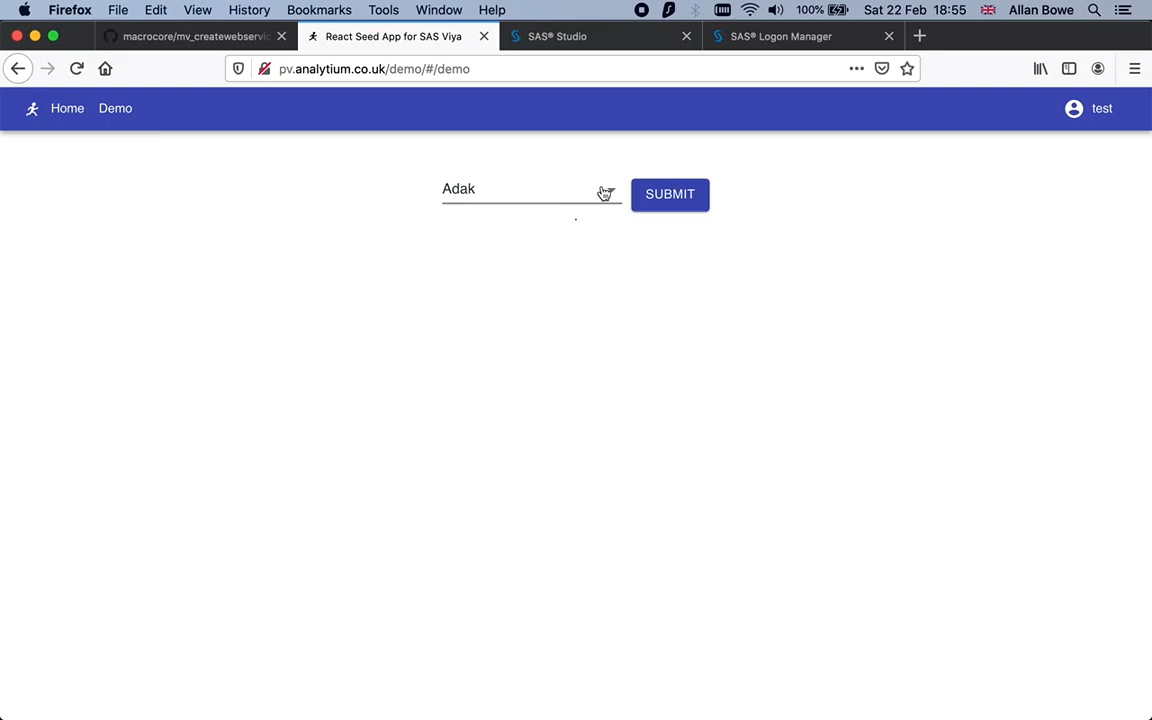 Firefox File Edit View History Bookmarks Tools Window Help 100% Sat 22 Feb 18:55 Allan Bowe
macrocore/mv_createwebservic React Seed App for SAS Viya SAS® Studio SAS® Logon Manager
pv.analytium.co.uk/demo/#/demo
Home Demo test
Adak SUBMIT